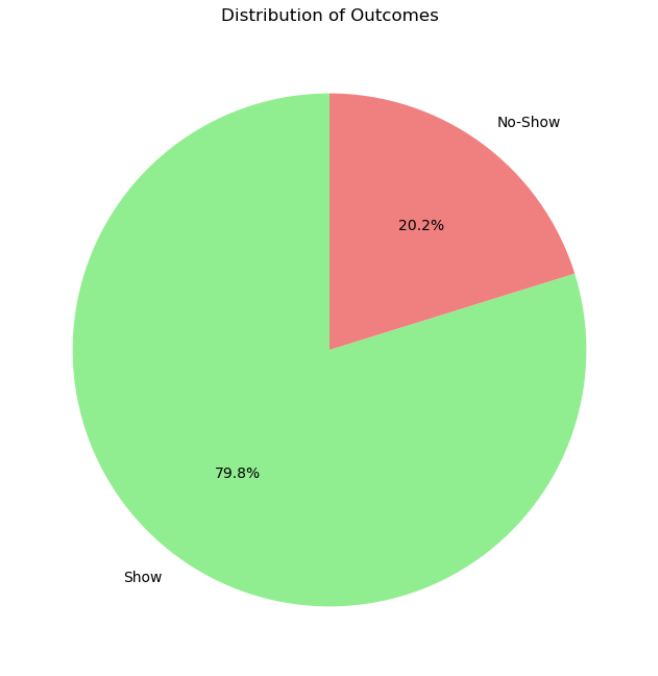 Distribution of Outcomes
No-Show
20.2%
79.8%
Show